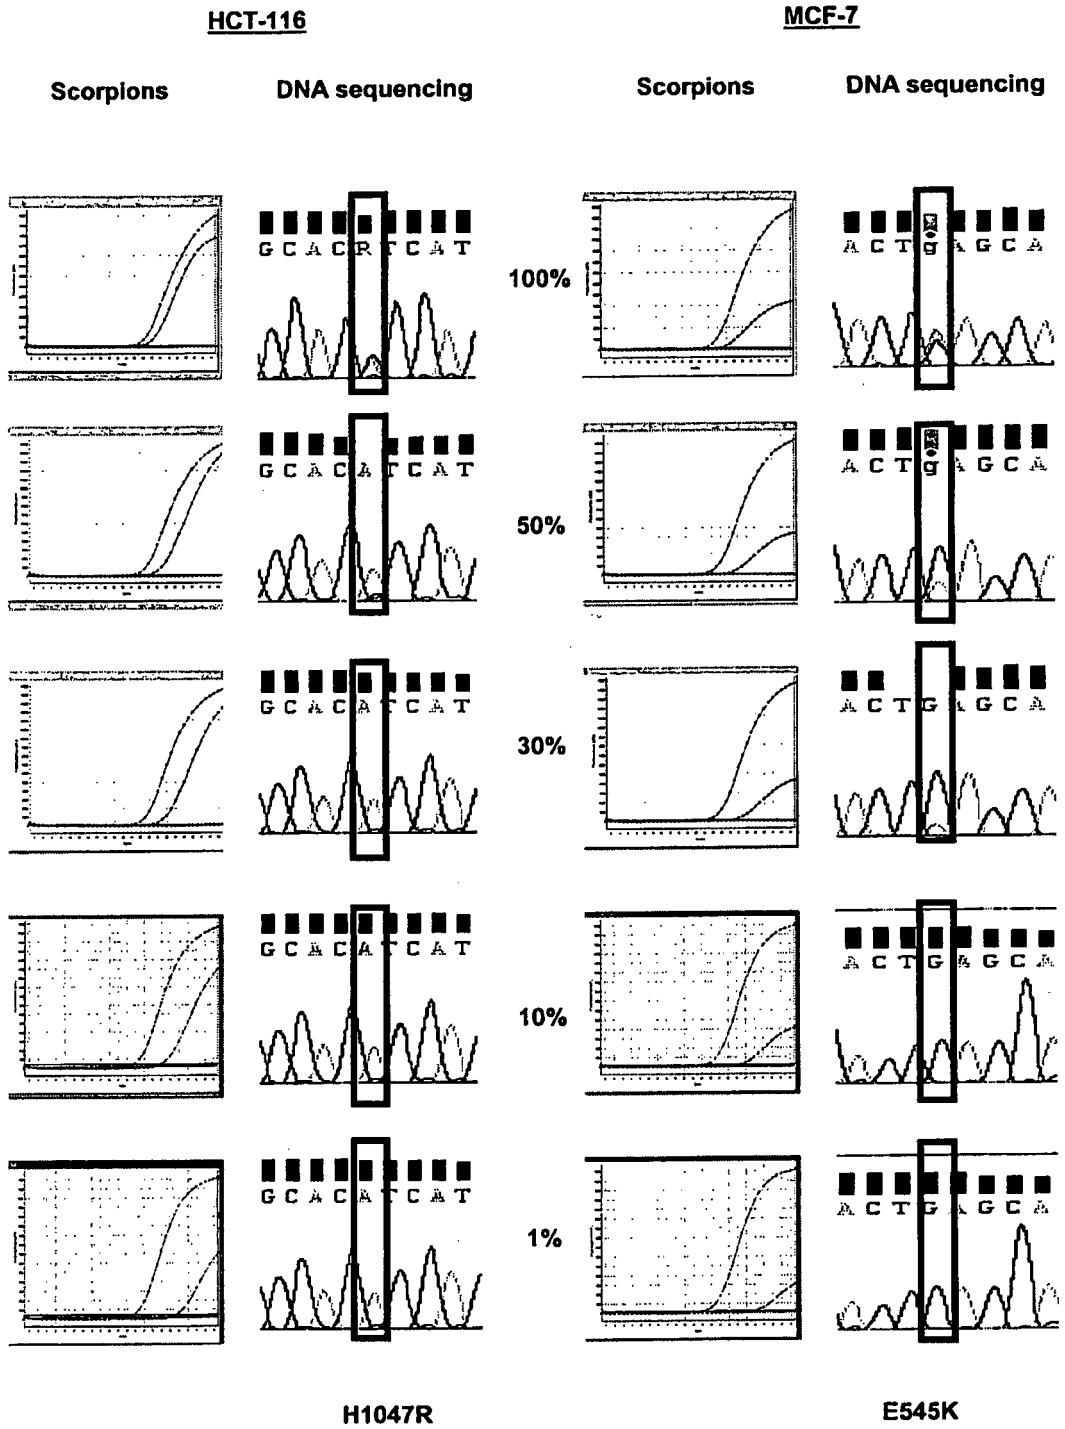 HCT-116
MCF-7
Scorpions
DNA sequencing
Scorpions
DNA sequencing
GCACRTCAT
100%
ACTgAGCA
GCACATCAT
50%
ACTgAGCA
GCACATCAT
30%
ACTGAGCA
GCACATCAT
10%
ACTGAGCA
GCACATCAT
1%
ACTGAGCA
H1047R
E545K